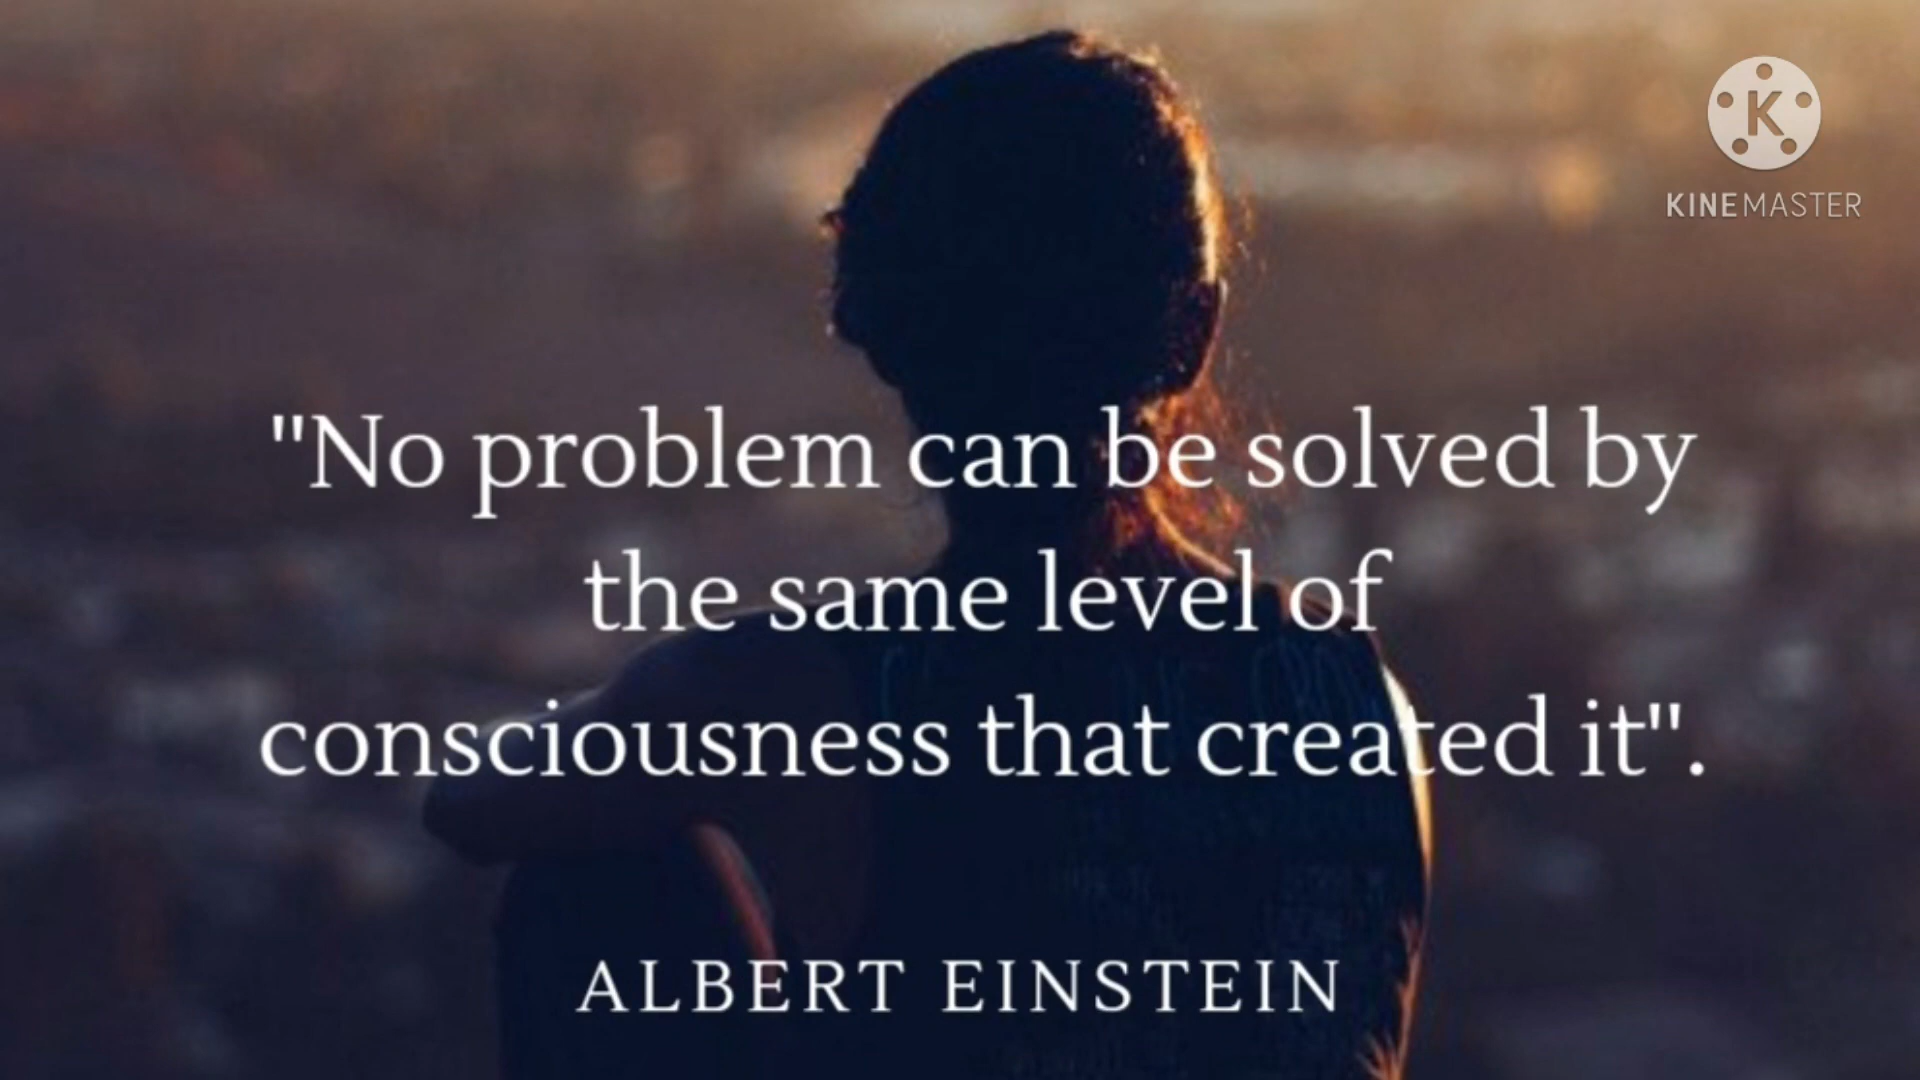 K
KINEMASTER
"No problem can be solved by
the same level of
consciousness that created it".
ALBERT EINSTEIN